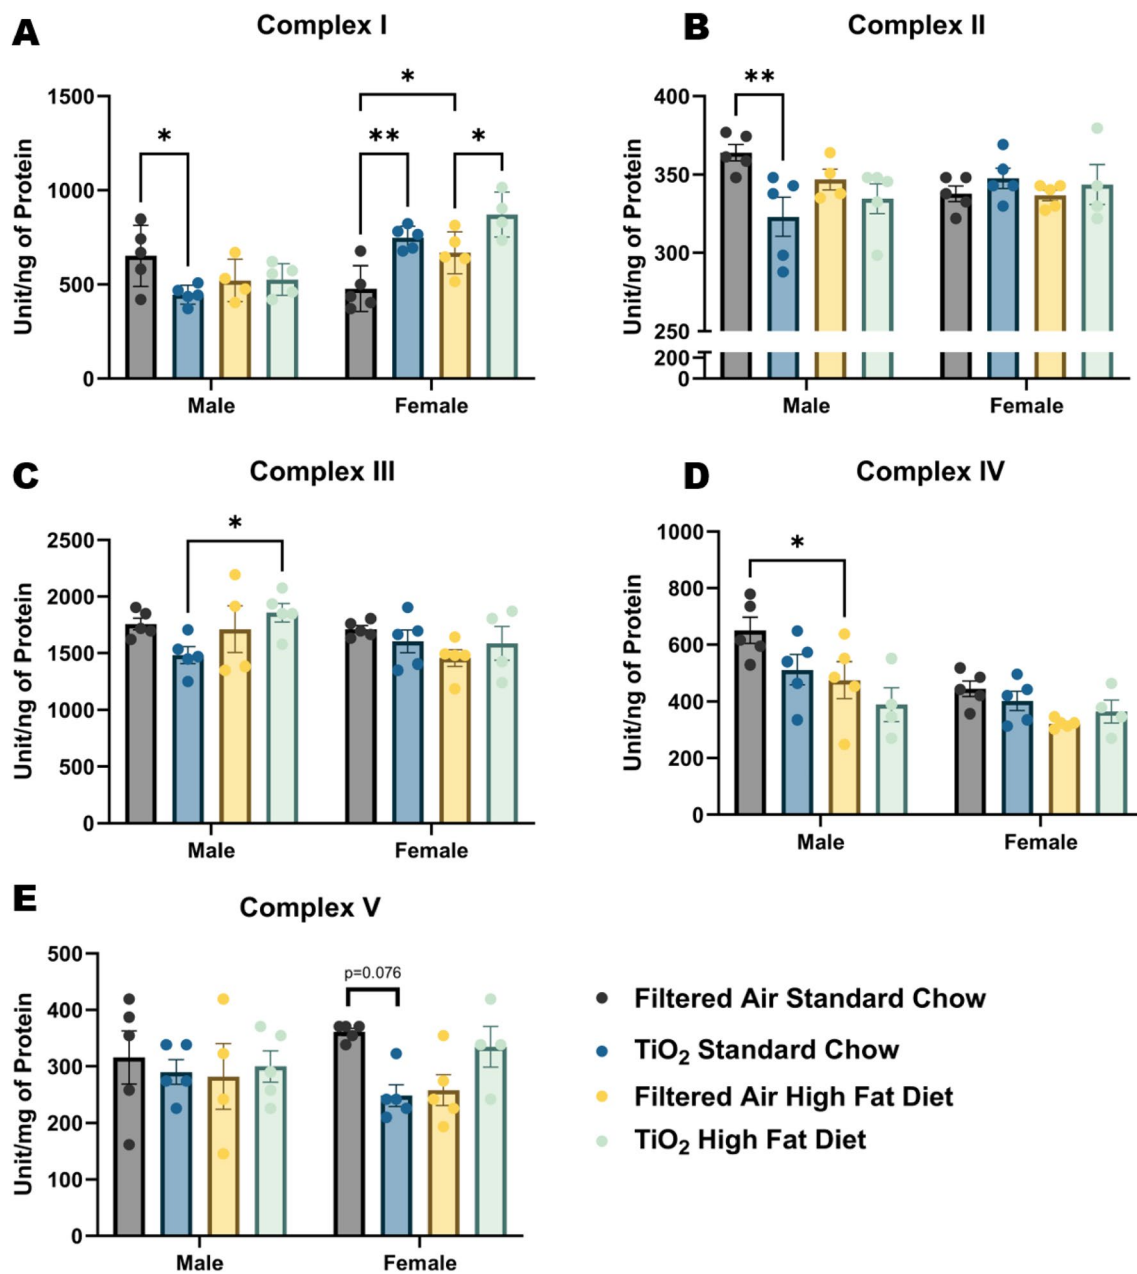 A
Complex I
Unit/ng of Protein
1500
1000
500
0
*
**
*
*
Male
Female
B
Complex II
Unit/ng of Protein
400
350
300
250
200
0
**
Male
Female
C
Complex III
Unit/ng of Protein
2500
2000
1500
1000
500
0
*
Male
Female
D
Complex IV
Unit/ng of Protein
1000
800
600
400
200
0
*
Male
Female
E
Complex V
Unit/mg of Protein
500
400
300
200
100
0
p=0.076
Male
Female
Filtered Air Standard Chow
TiO₂ Standard Chow
Filtered Air High Fat Diet
TiO₂ High Fat Diet